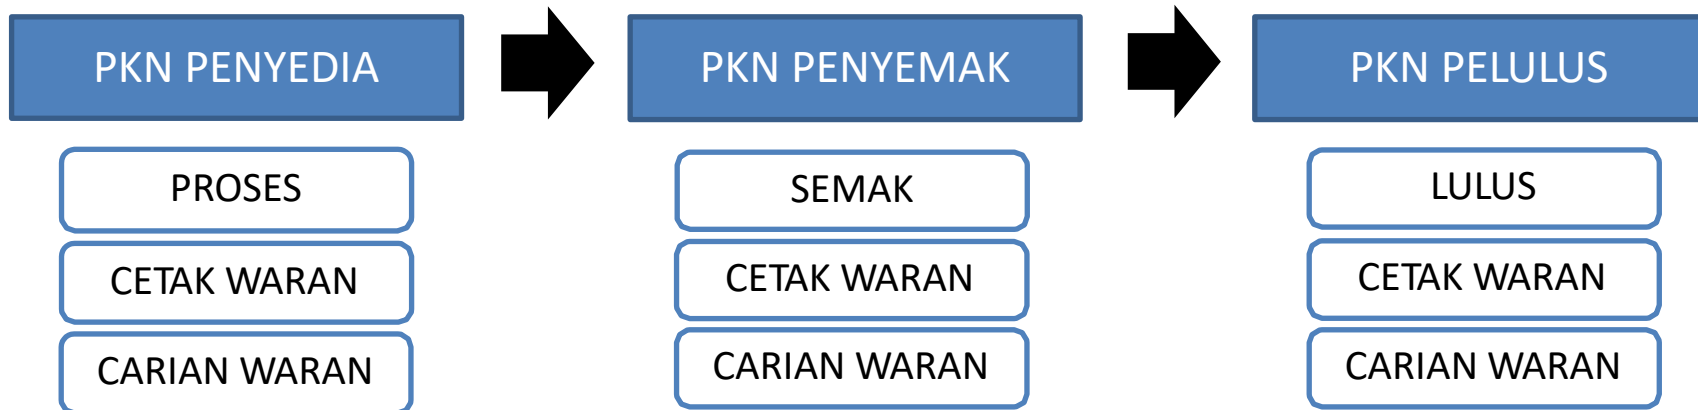 PKN PENYEDIA
PROSES
CETAK WARAN
CARIAN WARAN
PKN PENYEMAK
SEMAK
CETAK WARAN
CARIAN WARAN
PKN PELULUS
LULUS
CETAK WARAN
CARIAN WARAN